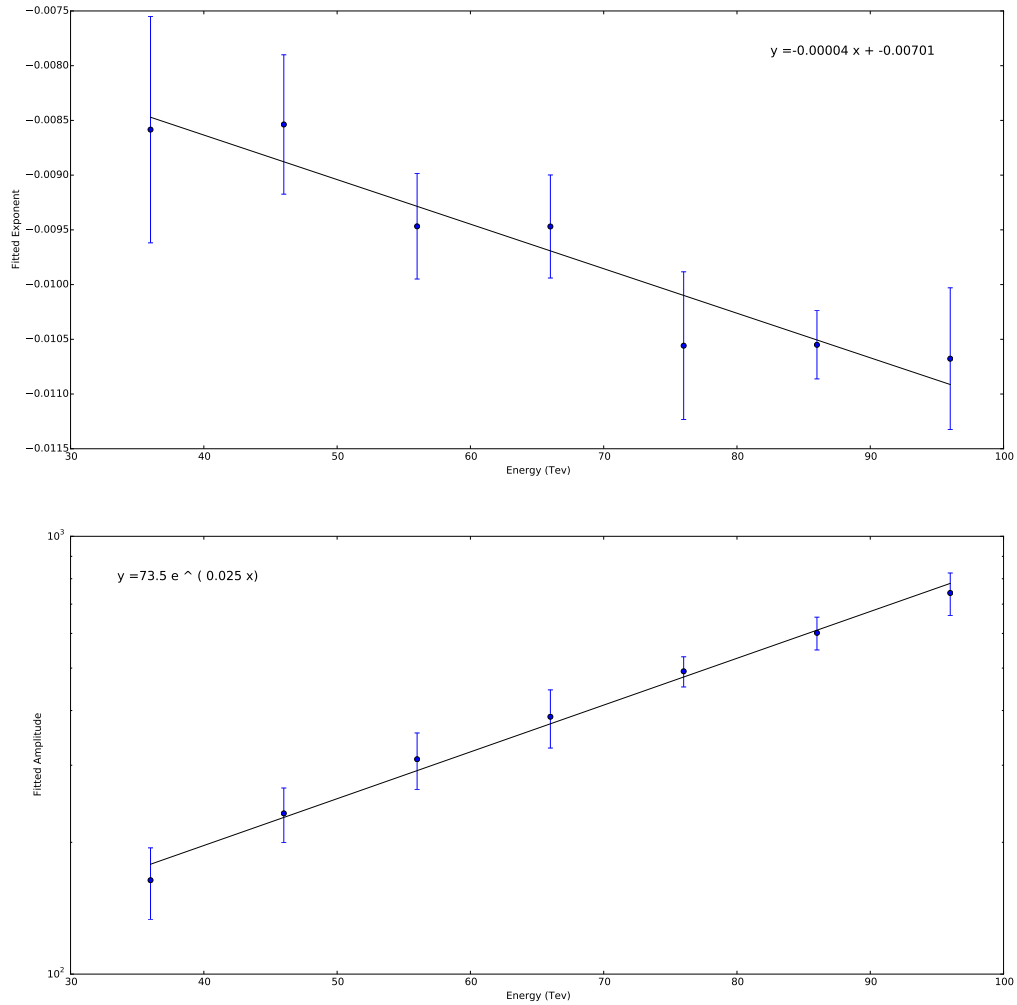 −0.0075
−0.0080
−0.0085
−0.0090
−0.0095
−0.0100
−0.0105
−0.0110
−0.0115
Fitted Exponent
y =-0.00004 x + -0.00701
30 40 50 60 70 80 90 100
Energy (Tev)
10^3
10^2
Fitted Amplitude
y =73.5 e ^ ( 0.025 x)
30 40 50 60 70 80 90 100
Energy (Tev)